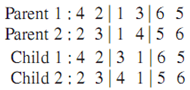 Parent 1 : 4 2 | 1 3 | 6 5
Parent 2 : 2 3 | 1 4 | 5 6
Child 1 : 4 2 | 3 1 | 6 5
Child 2 : 2 3 | 4 1 | 5 6